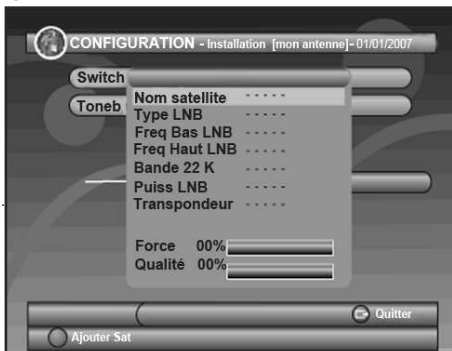 CONFIGURATION - Installation [mon antenne]- 01/01/2007
Switch
Toneb
Nom satellite - - - - -
Type LNB - - - - -
Freq Bas LNB - - - - -
Freq Haut LNB - - - - -
Bande 22 K - - - - -
Puiss LNB - - - - -
Transpondeur - - - - -
Force 00%
Qualité 00%
Quitter
Ajouter Sat